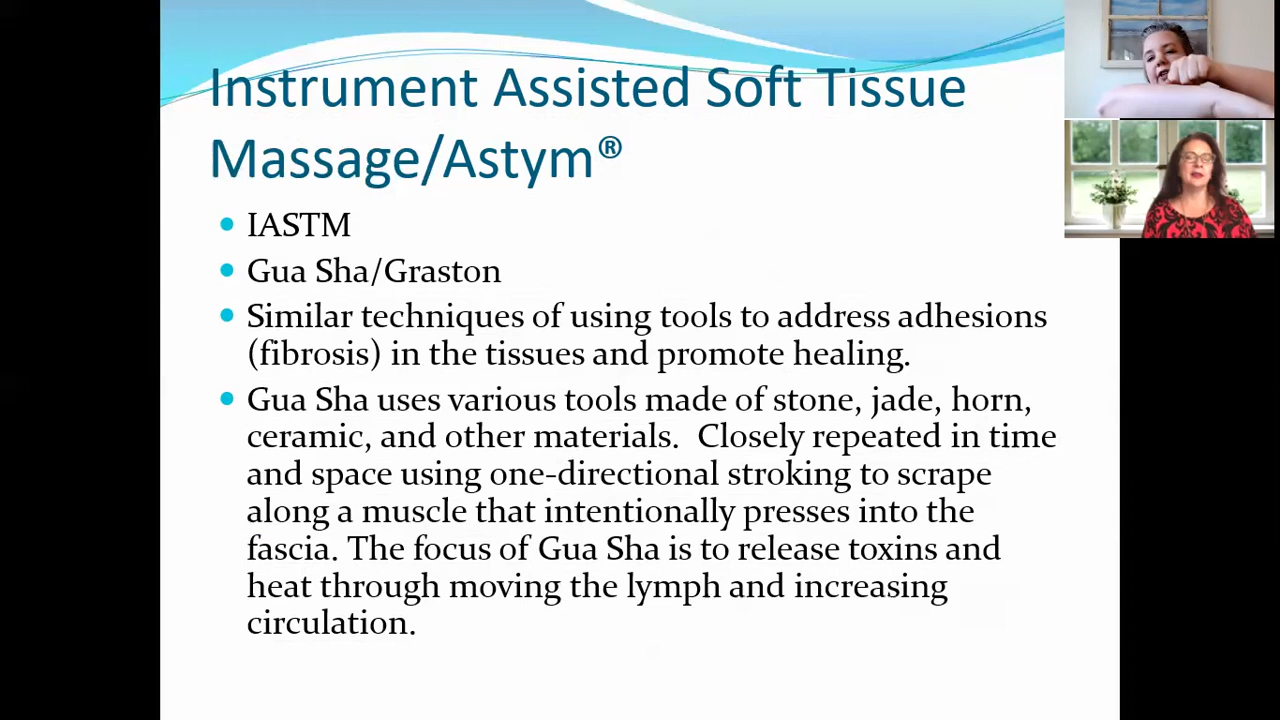 Instrument Assisted Soft Tissue
Massage/Astym®
• IASTM
• Gua Sha/Graston
• Similar techniques of using tools to address adhesions
(fibrosis) in the tissues and promote healing.
• Gua Sha uses various tools made of stone, jade, horn,
ceramic, and other materials.  Closely repeated in time
and space using one-directional stroking to scrape
along a muscle that intentionally presses into the
fascia. The focus of Gua Sha is to release toxins and
heat through moving the lymph and increasing
circulation.